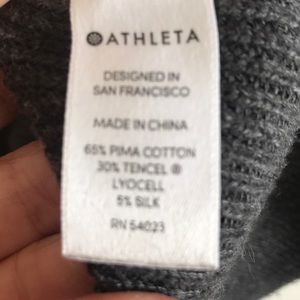 ATHLETA
DESIGNED IN
SAN FRANCISCO
MADE IN CHINA
65% PIMA COTTON
30% TENCEL ®
LYOCELL
5% SILK
RN 54023